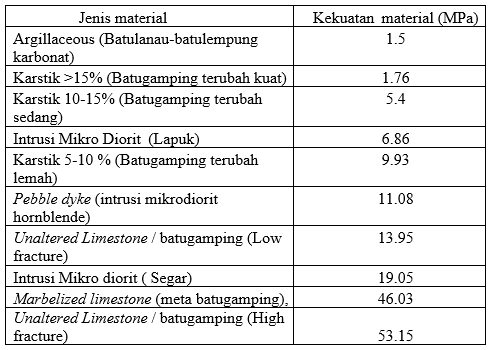 Jenis material Kekuatan material (MPa)
Argillaceous (Batulanau-batulempung
karbonat) 1.5
Karstik >15% (Batugamping terubah kuat) 1.76
Karstik 10-15% (Batugamping terubah
sedang) 5.4
Intrusi Mikro Diorit (Lapuk) 6.86
Karstik 5-10 % (Batugamping terubah
lemah) 9.93
Pebble dyke (intrusi mikrodiorit
hornblende) 11.08
Unaltered Limestone / batugamping (Low
fracture) 13.95
Intrusi Mikro diorit ( Segar) 19.05
Marbelized limestone (meta batugamping), 46.03
Unaltered Limestone / batugamping (High
fracture) 53.15